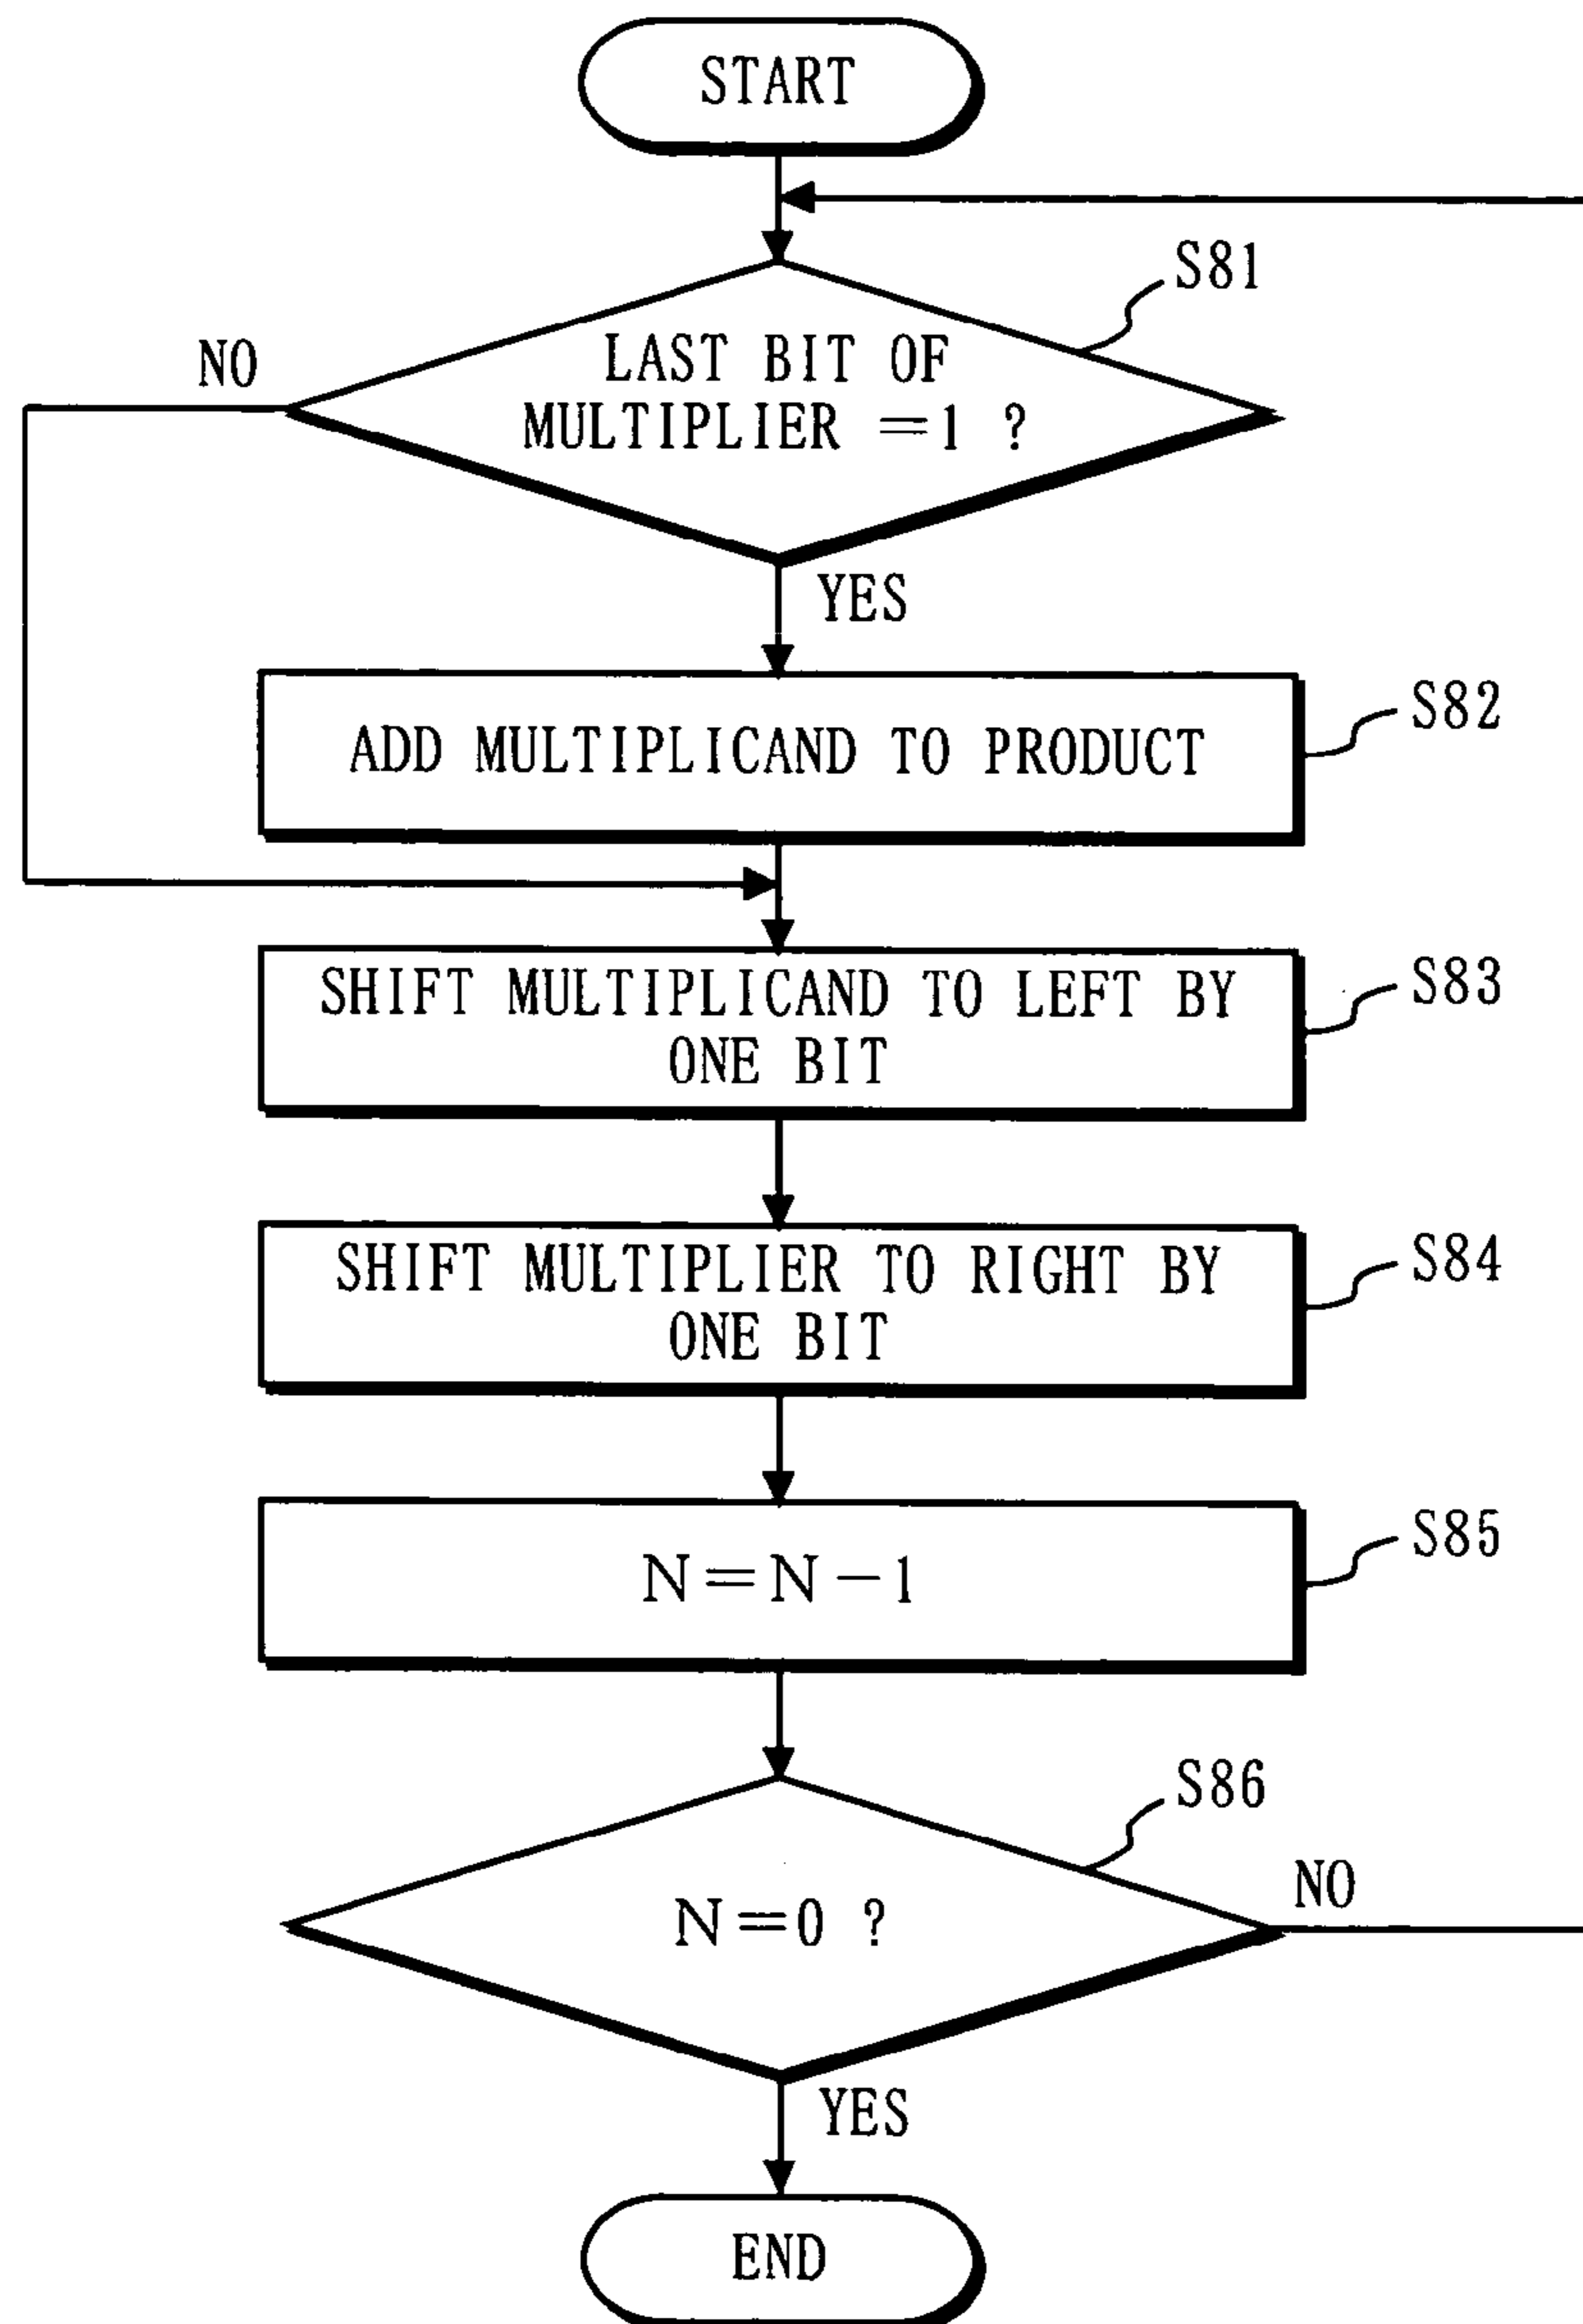 START
S81
NO
LAST BIT OF
MULTIPLIER =1 ?
YES
S82
ADD MULTIPLICAND TO PRODUCT
S83
SHIFT MULTIPLICAND TO LEFT BY
ONE BIT
S84
SHIFT MULTIPLIER TO RIGHT BY
ONE BIT
S85
N=N-1
S86
NO
N=0 ?
YES
END